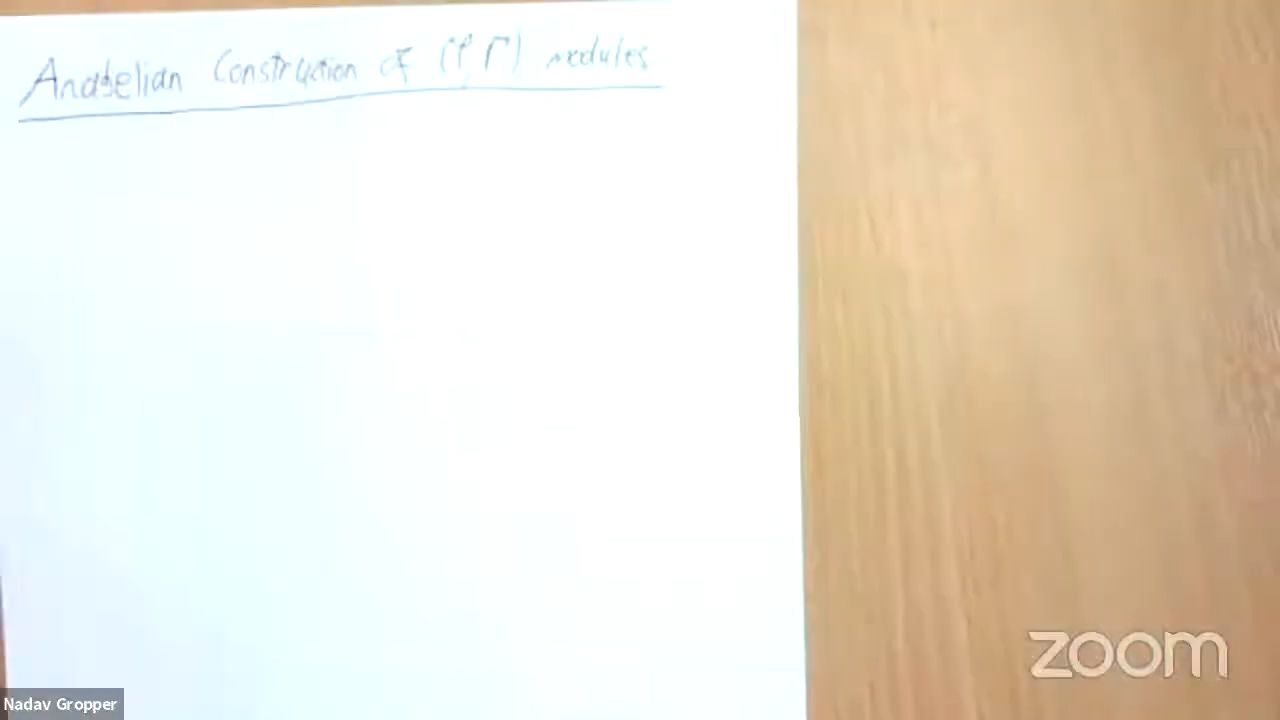 Anabelian Construction of (φ,Γ) modules
zoom
Nadav Gropper